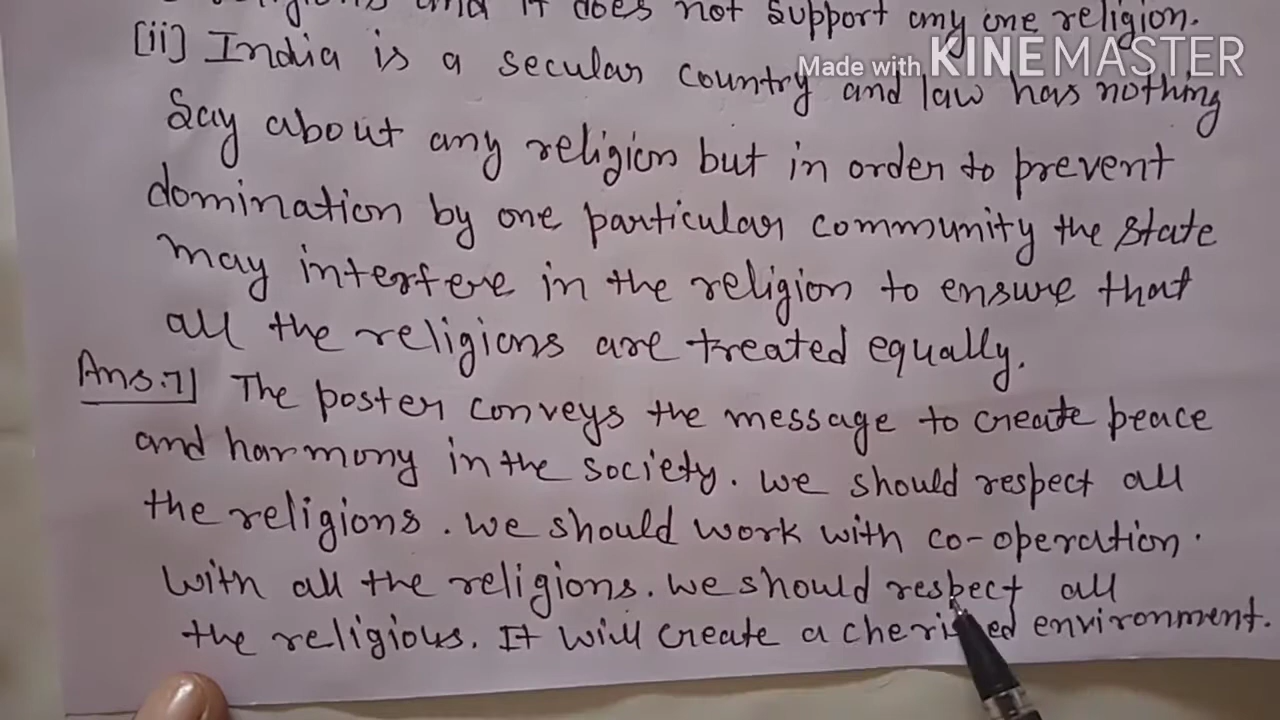 religions and it does not support any one religion.
[ii] India is a secular country and law has nothing
Made with KINEMASTER
Say about any religion but in order to prevent
domination by one particular community the state
may interfere in the religion to ensure that
all the religions are treated equally.
Ans.7] The poster conveys the message to create peace
and harmony in the society. we should respect all
the religions. we should work with co-operation.
with all the religions. we should respect all
the religious. It will create a cherished environment.